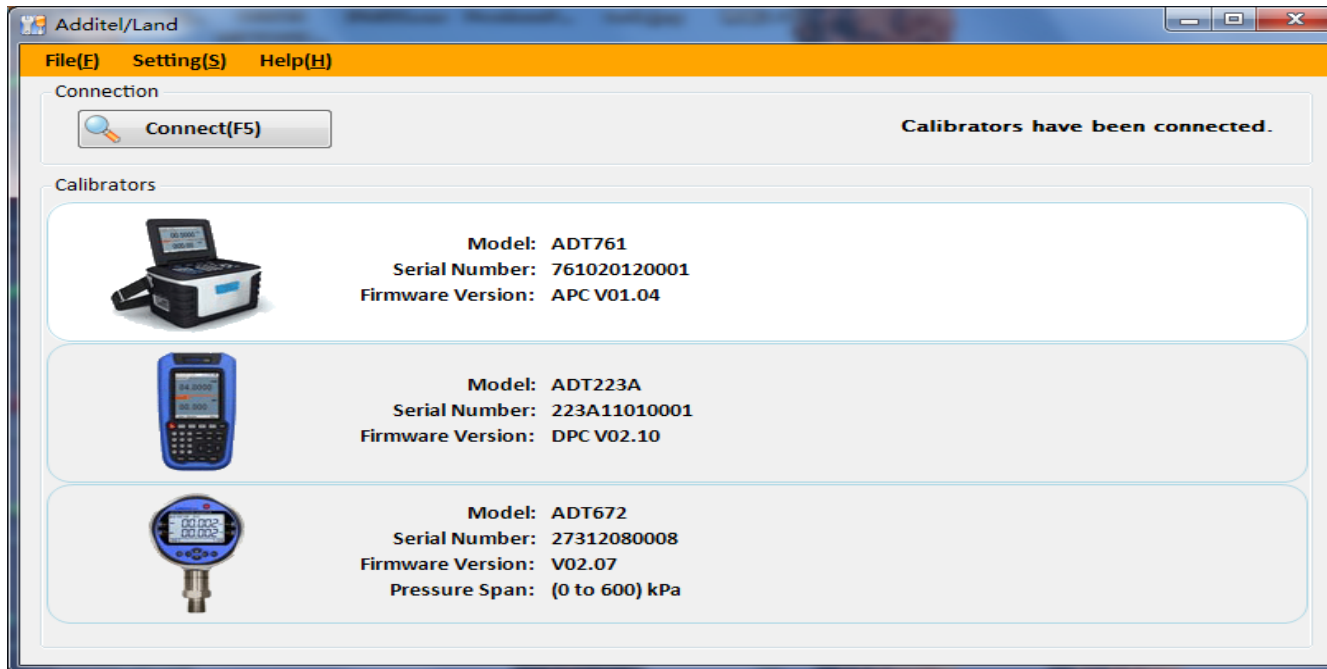 Additel/Land
File(F) Setting(S) Help(H)
Connection
Connect(F5)
Calibrators have been connected.
Calibrators
Model: ADT761
Serial Number: 761020120001
Firmware Version: APC V01.04
Model: ADT223A
Serial Number: 223A11010001
Firmware Version: DPC V02.10
Model: ADT672
Serial Number: 27312080008
Firmware Version: V02.07
Pressure Span: (0 to 600) kPa